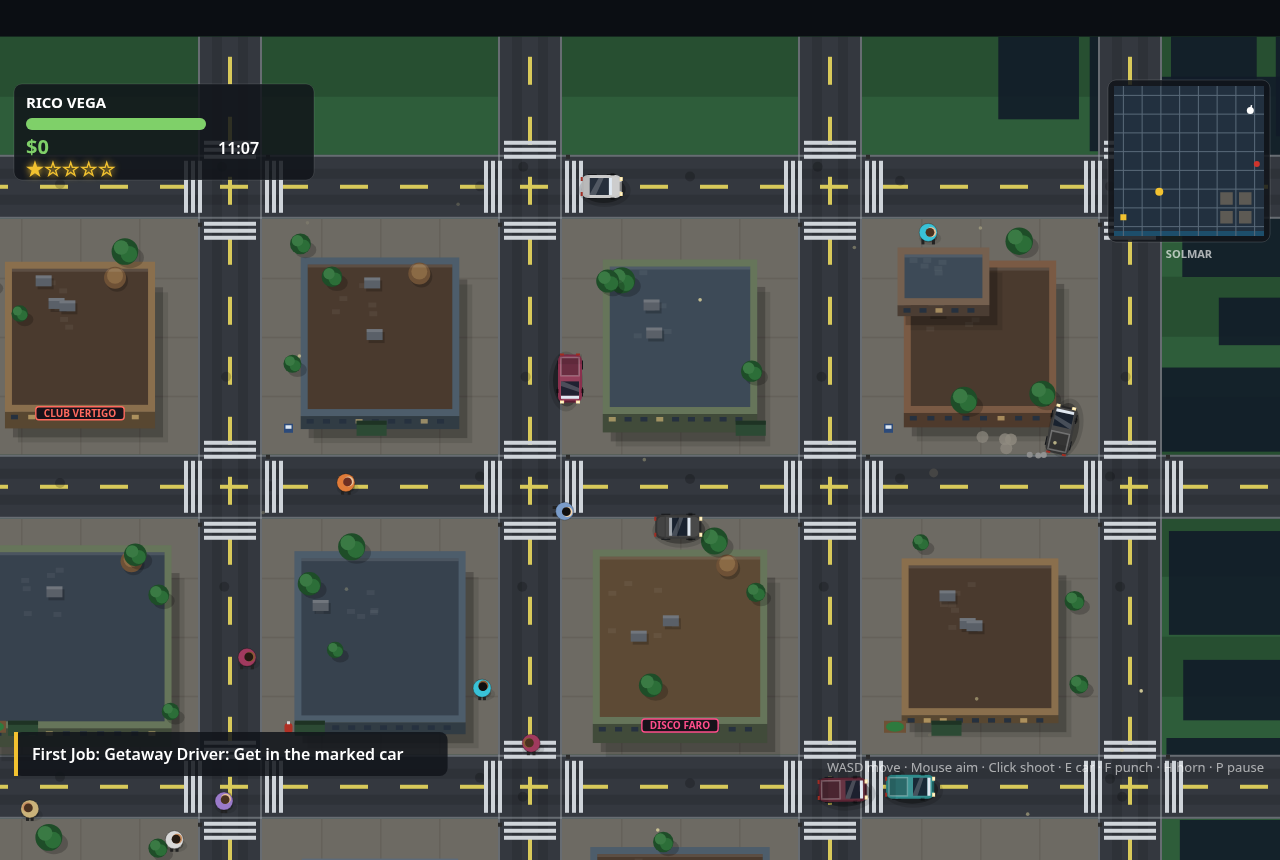 RICO VEGA
$0 11:07
SOLMAR
CLUB VERTIGO
DISCO FARO
First Job: Getaway Driver: Get in the marked car
WASD move · Mouse aim · Click shoot · E car · F punch · H horn · P pause